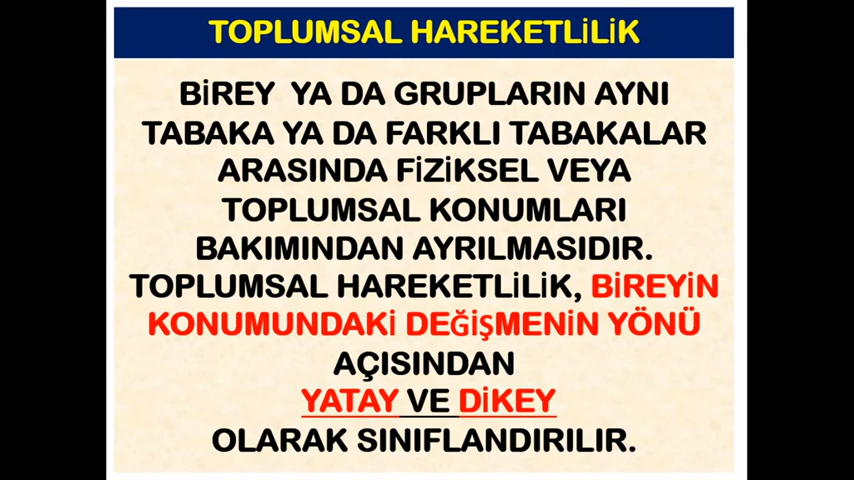 TOPLUMSAL HAREKETLİLİK
BİREY YA DA GRUPLARIN AYNI
TABAKA YA DA FARKLI TABAKALAR
ARASINDA FİZİKSEL VEYA
TOPLUMSAL KONUMLARI
BAKIMINDAN AYRILMASIDIR.
TOPLUMSAL HAREKETLİLİK, BİREYİN
KONUMUNDAKİ DEĞİŞMENİN YÖNÜ
AÇISINDAN
YATAY VE DİKEY
OLARAK SINIFLANDIRILIR.